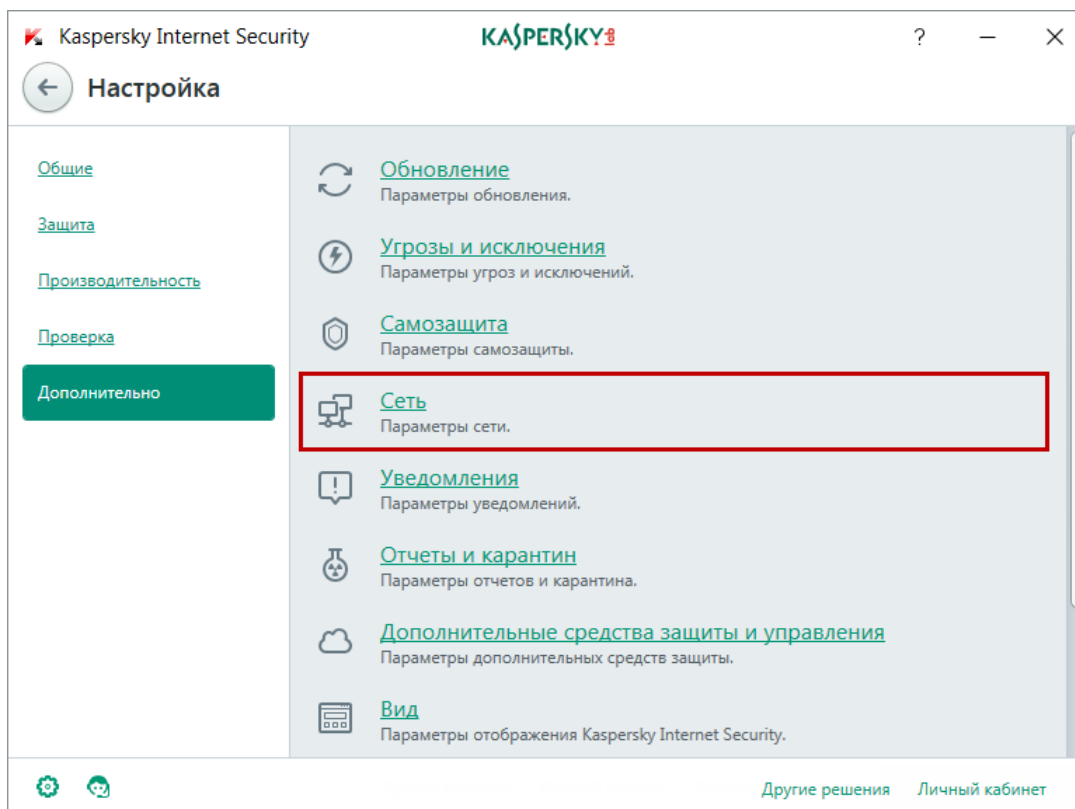 Kaspersky Internet Security
KASPERSKY lab
?
Настройка
Общие
Защита
Производительность
Проверка
Дополнительно
Обновление
Параметры обновления.
Угрозы и исключения
Параметры угроз и исключений.
Самозащита
Параметры самозащиты.
Сеть
Параметры сети.
Уведомления
Параметры уведомлений.
Отчеты и карантин
Параметры отчетов и карантина.
Дополнительные средства защиты и управления
Параметры дополнительных средств защиты.
Вид
Параметры отображения Kaspersky Internet Security.
Другие решения Личный кабинет